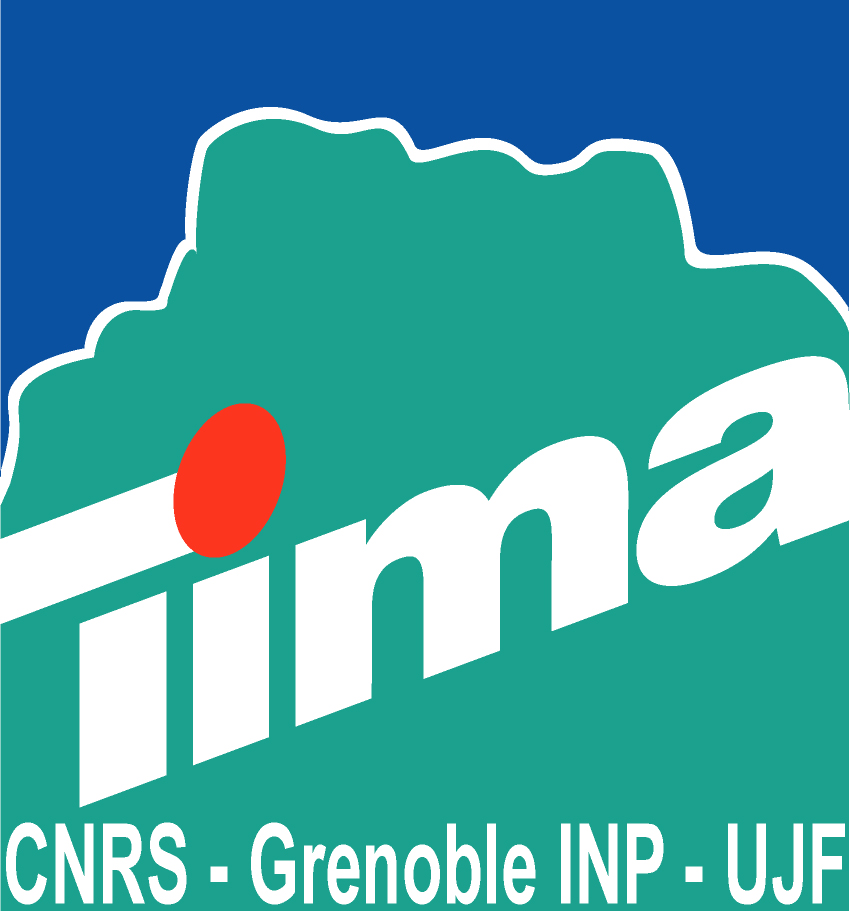 Tima
CNRS - Grenoble INP - UJF